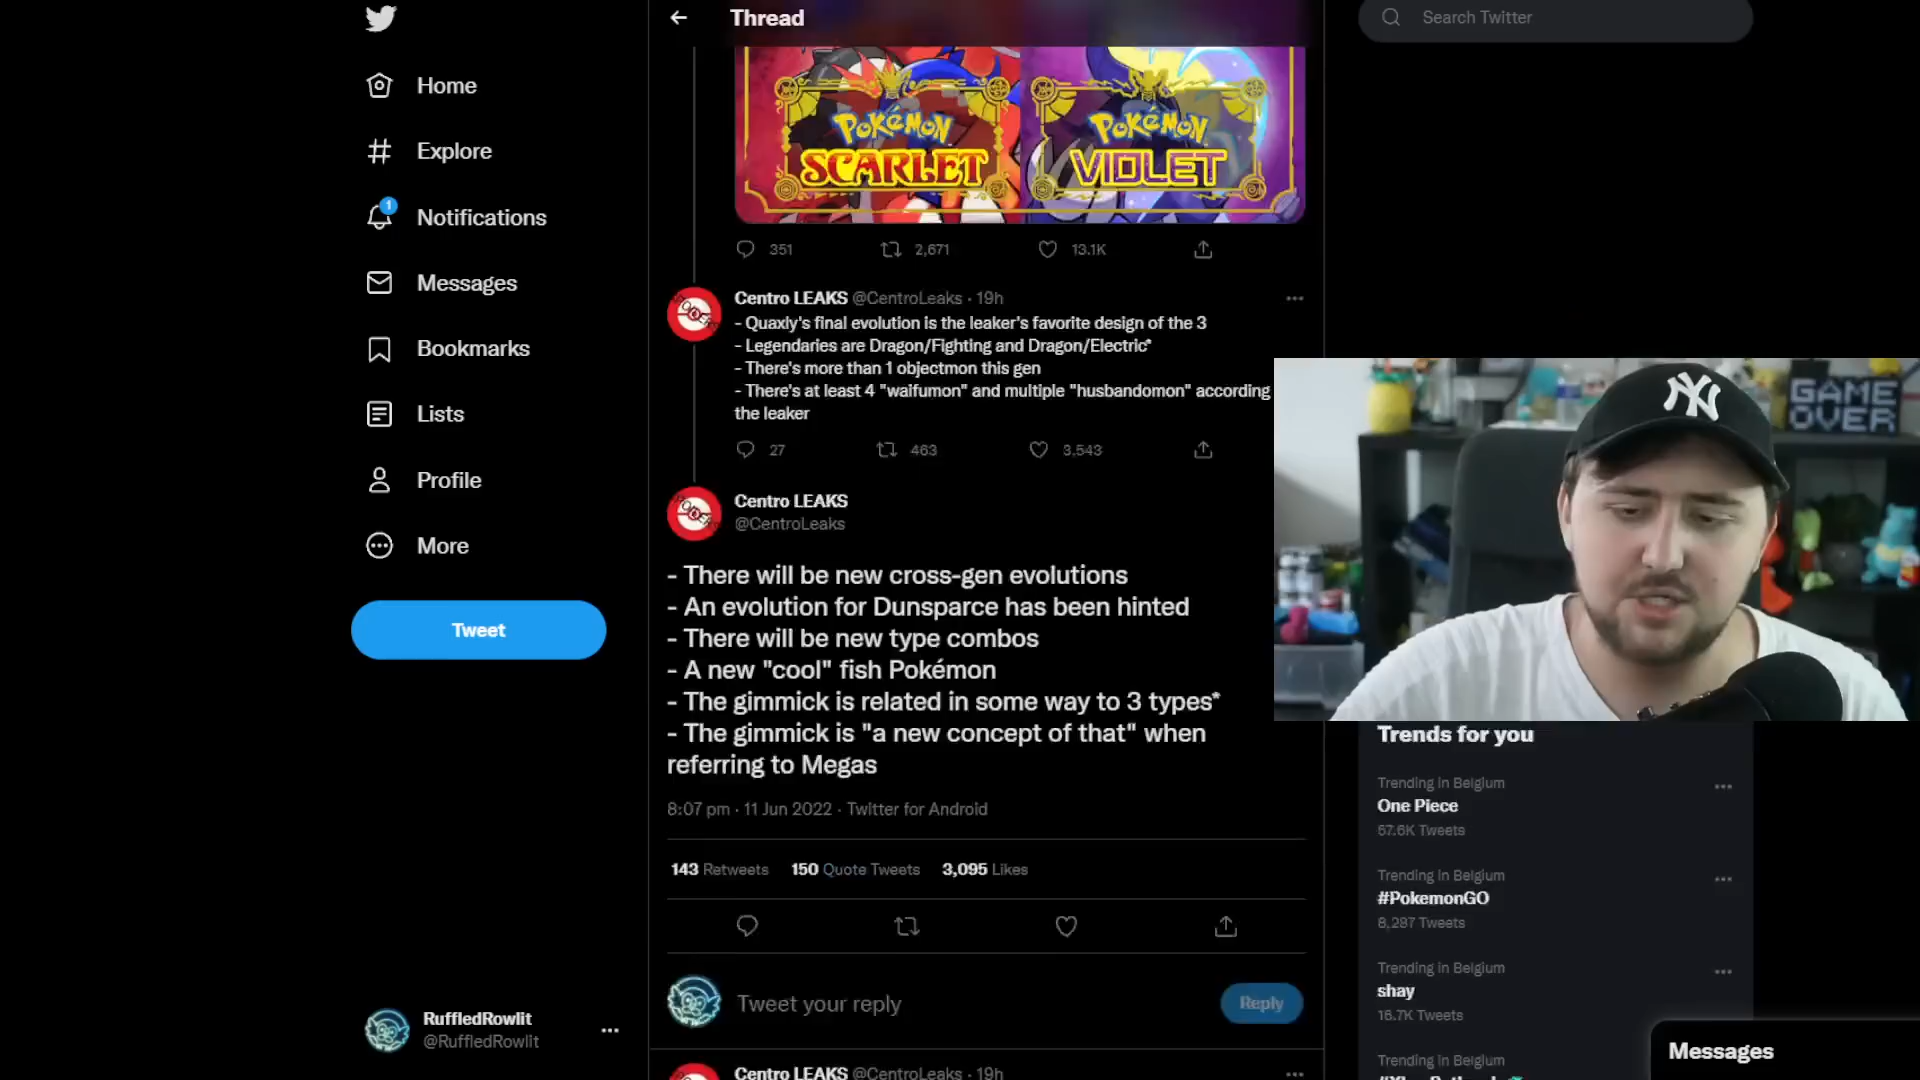 Home
Explore
1
Notifications
Messages
Bookmarks
Lists
Profile
More
Tweet
RuffledRowlit
@RuffledRowlit
Thread
POKÉMON
SCARLET
POKÉMON
VIOLET
351
2,671
13.1K
Centro LEAKS @CentroLeaks · 19h
- Quaxly's final evolution is the leaker's favorite design of the 3
- Legendaries are Dragon/Fighting and Dragon/Electric*
- There's more than 1 objectmon this gen
- There's at least 4 "waifumon" and multiple "husbandomon" according
the leaker
27
463
3,543
Centro LEAKS
@CentroLeaks
- There will be new cross-gen evolutions
- An evolution for Dunsparce has been hinted
- There will be new type combos
- A new "cool" fish Pokémon
- The gimmick is related in some way to 3 types*
- The gimmick is "a new concept of that" when
referring to Megas
8:07 pm · 11 Jun 2022 · Twitter for Android
143 Retweets 150 Quote Tweets 3,095 Likes
Tweet your reply
Reply
Centro LEAKS @CentroLeaks · 19h
Search Twitter
GAME
OVER
NY
Trends for you
Trending in Belgium
One Piece
67.6K Tweets
Trending in Belgium
#PokemonGO
8,297 Tweets
Trending in Belgium
shay
16.7K Tweets
Trending in Belgium
Messages